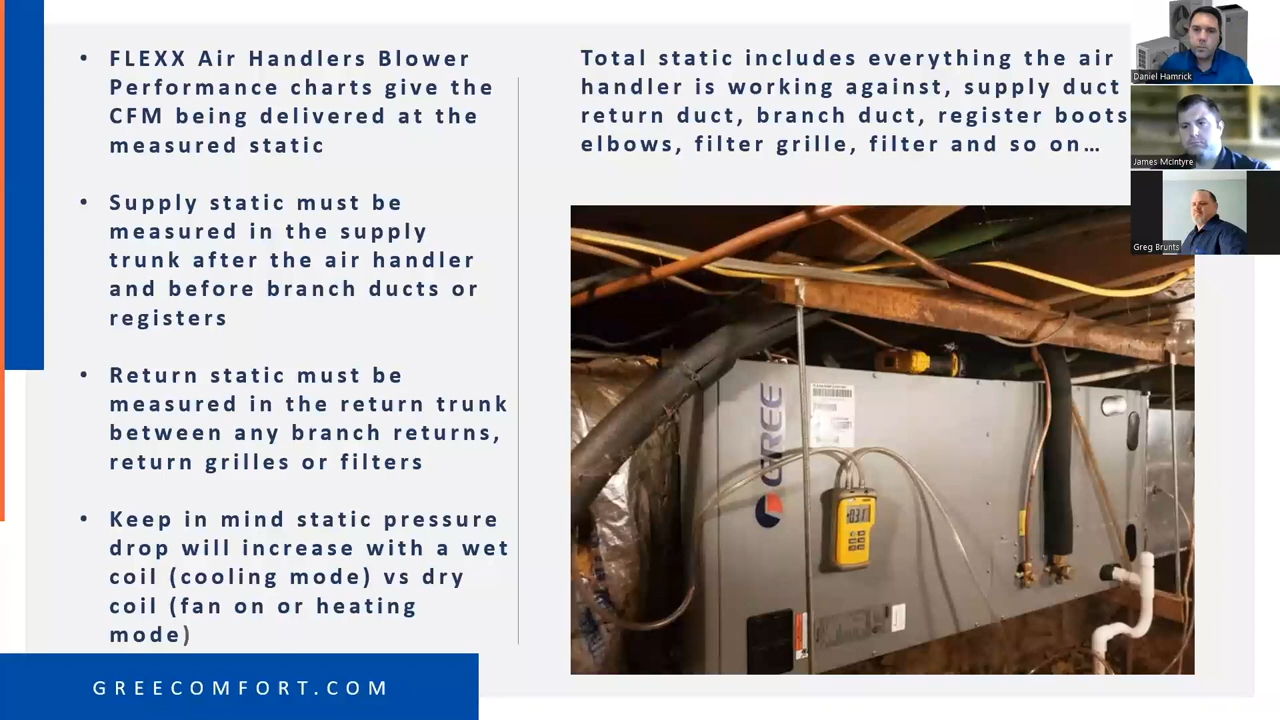 • FLEXX Air Handlers Blower
Performance charts give the
CFM being delivered at the
measured static
• Supply static must be
measured in the supply
trunk after the air handler
and before branch ducts or
registers
• Return static must be
measured in the return trunk
between any branch returns,
return grilles or filters
• Keep in mind static pressure
drop will increase with a wet
coil (cooling mode) vs dry
coil (fan on or heating
mode)
GREECOMFORT.COM
Total static includes everything the air
handler is working against, supply duct
return duct, branch duct, register boots
elbows, filter grille, filter and so on…
GREE
Daniel Hamrick
James McIntyre
Greg Brunts